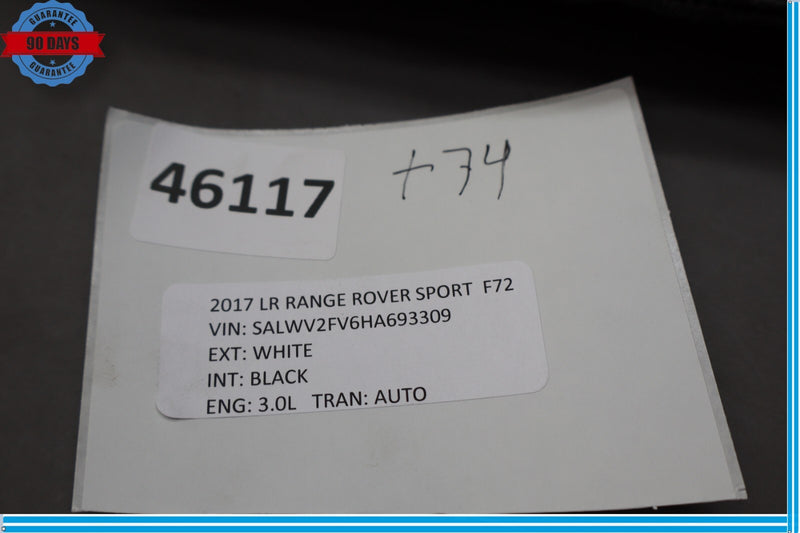 GUARANTEE
90 DAYS
GUARANTEE
46117
+34
2017 LR RANGE ROVER SPORT F72
VIN: SALWV2FV6HA693309
EXT: WHITE
INT: BLACK
ENG: 3.0L TRAN: AUTO